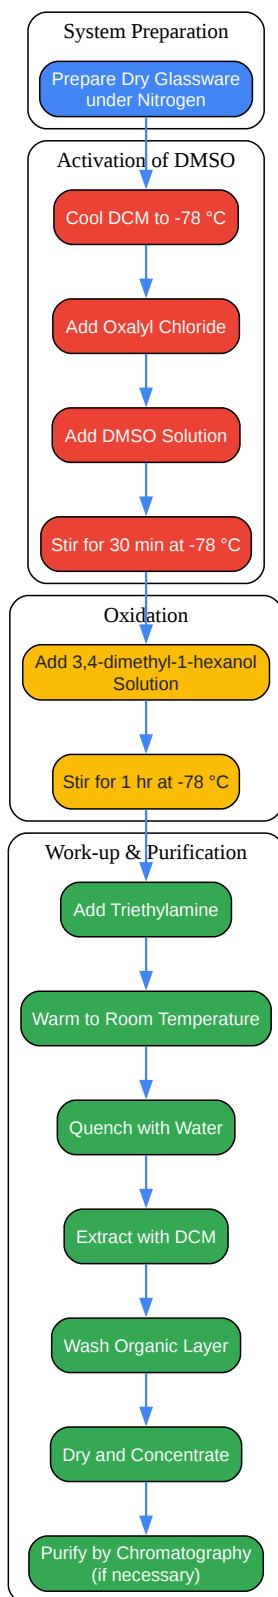 System Preparation
Prepare Dry Glassware
under Nitrogen
Activation of DMSO
Cool DCM to -78 °C
Add Oxalyl Chloride
Add DMSO Solution
Stir for 30 min at -78 °C
Oxidation
Add 3,4-dimethyl-1-hexanol
Solution
Stir for 1 hr at -78 °C
Work-up & Purification
Add Triethylamine
Warm to Room Temperature
Quench with Water
Extract with DCM
Wash Organic Layer
Dry and Concentrate
Purify by Chromatography
(if necessary)